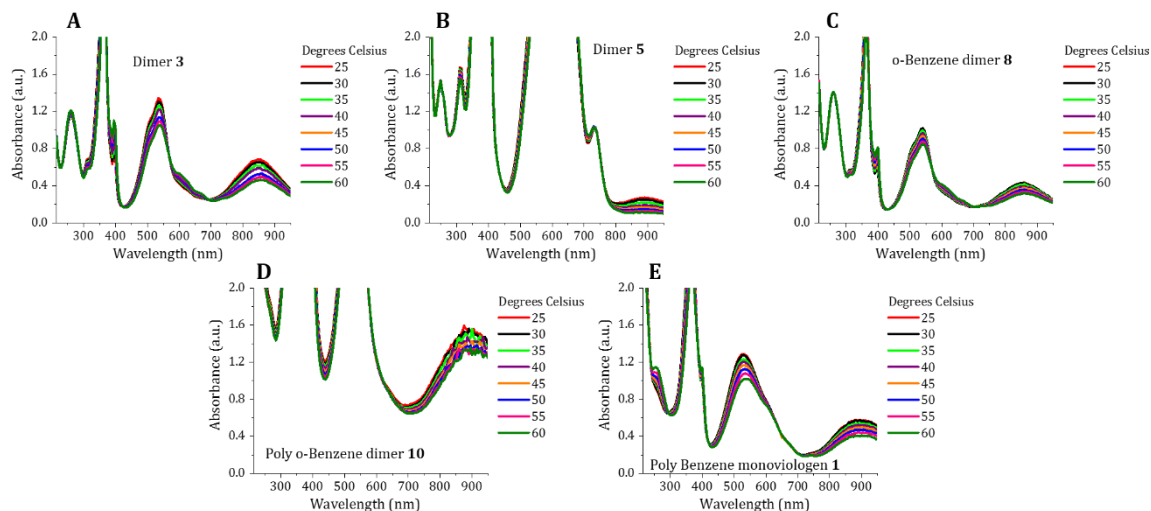 A
Dimer 3
Degrees Celsius
25
30
35
40
45
50
55
60
Absorbance (a.u.)
2.0
1.6
1.2
0.8
0.4
0.0
300 400 500 600 700 800 900
Wavelength (nm)
B
Dimer 5
Degrees Celsius
25
30
35
40
45
50
55
60
Absorbance (a.u.)
2.0
1.6
1.2
0.8
0.4
0.0
300 400 500 600 700 800 900
Wavelength (nm)
C
o-Benzene dimer 8
Degrees Celsius
25
30
35
40
45
50
55
60
Absorbance (a.u.)
2.0
1.6
1.2
0.8
0.4
0.0
300 400 500 600 700 800 900
Wavelength (nm)
D
Poly o-Benzene dimer 10
Degrees Celsius
25
30
35
40
45
50
55
60
Absorbance (a.u.)
2.0
1.6
1.2
0.8
0.4
0.0
300 400 500 600 700 800 900
Wavelength (nm)
E
Poly Benzene monoviologen 1
Degrees Celsius
25
30
35
40
45
50
55
60
Absorbance (a.u.)
2.0
1.6
1.2
0.8
0.4
0.0
300 400 500 600 700 800 900
Wavelength (nm)